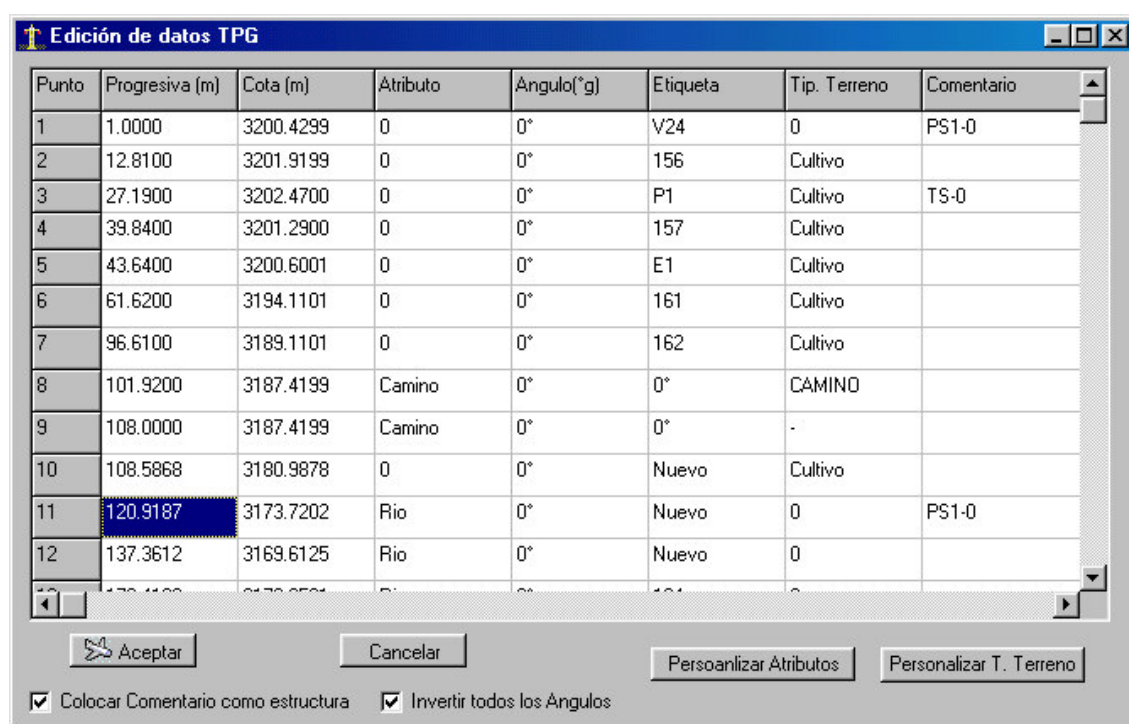 Edición de datos TPG
Punto Progresiva (m) Cota (m) Atributo Angulo(°g) Etiqueta Tip. Terreno Comentario
1 1.0000 3200.4299 0 0° V24 0 PS1-0
2 12.8100 3201.9199 0 0° 156 Cultivo
3 27.1900 3202.4700 0 0° P1 Cultivo TS-0
4 39.8400 3201.2900 0 0° 157 Cultivo
5 43.6400 3200.6001 0 0° E1 Cultivo
6 61.6200 3194.1101 0 0° 161 Cultivo
7 96.6100 3189.1101 0 0° 162 Cultivo
8 101.9200 3187.4199 Camino 0° 0° CAMINO
9 108.0000 3187.4199 Camino 0° 0° -
10 108.5868 3180.9878 0 0° Nuevo Cultivo
11 120.9187 3173.7202 Rio 0° Nuevo 0 PS1-0
12 137.3612 3169.6125 Rio 0° Nuevo 0
Aceptar Cancelar Persoanlizar Atributos Personalizar T. Terreno
Colocar Comentario como estructura Invertir todos los Angulos